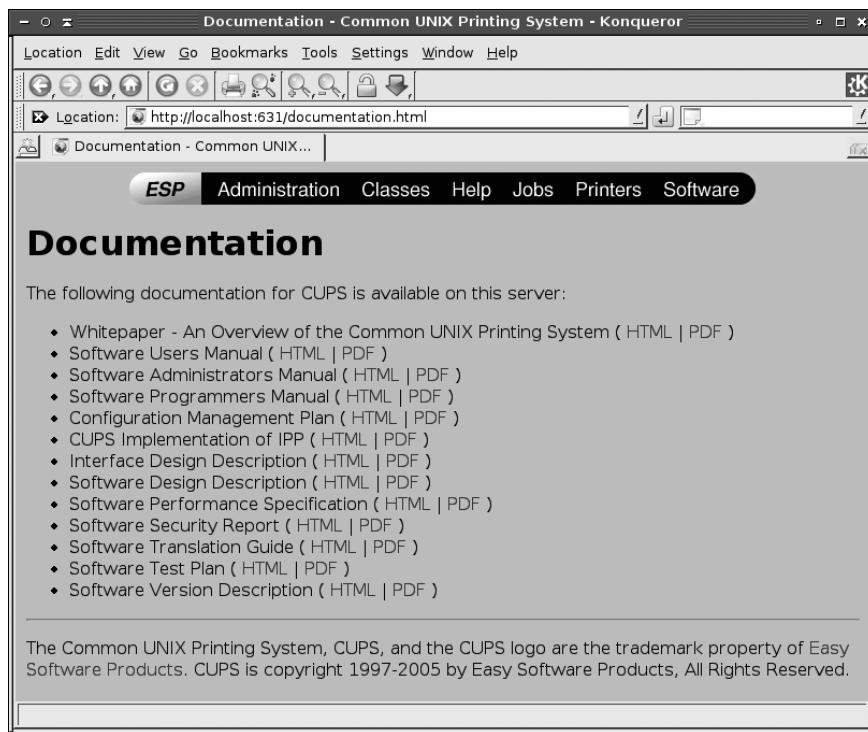 Documentation - Common UNIX Printing System - Konqueror
Location Edit View Go Bookmarks Tools Settings Window Help
Location: http://localhost:631/documentation.html
Documentation - Common UNIX...
ESP Administration Classes Help Jobs Printers Software
Documentation
The following documentation for CUPS is available on this server:
• Whitepaper - An Overview of the Common UNIX Printing System ( HTML | PDF )
• Software Users Manual ( HTML | PDF )
• Software Administrators Manual ( HTML | PDF )
• Software Programmers Manual ( HTML | PDF )
• Configuration Management Plan ( HTML | PDF )
• CUPS Implementation of IPP ( HTML | PDF )
• Interface Design Description ( HTML | PDF )
• Software Design Description ( HTML | PDF )
• Software Performance Specification ( HTML | PDF )
• Software Security Report ( HTML | PDF )
• Software Translation Guide ( HTML | PDF )
• Software Test Plan ( HTML | PDF )
• Software Version Description ( HTML | PDF )
The Common UNIX Printing System, CUPS, and the CUPS logo are the trademark property of Easy
Software Products. CUPS is copyright 1997-2005 by Easy Software Products, All Rights Reserved.